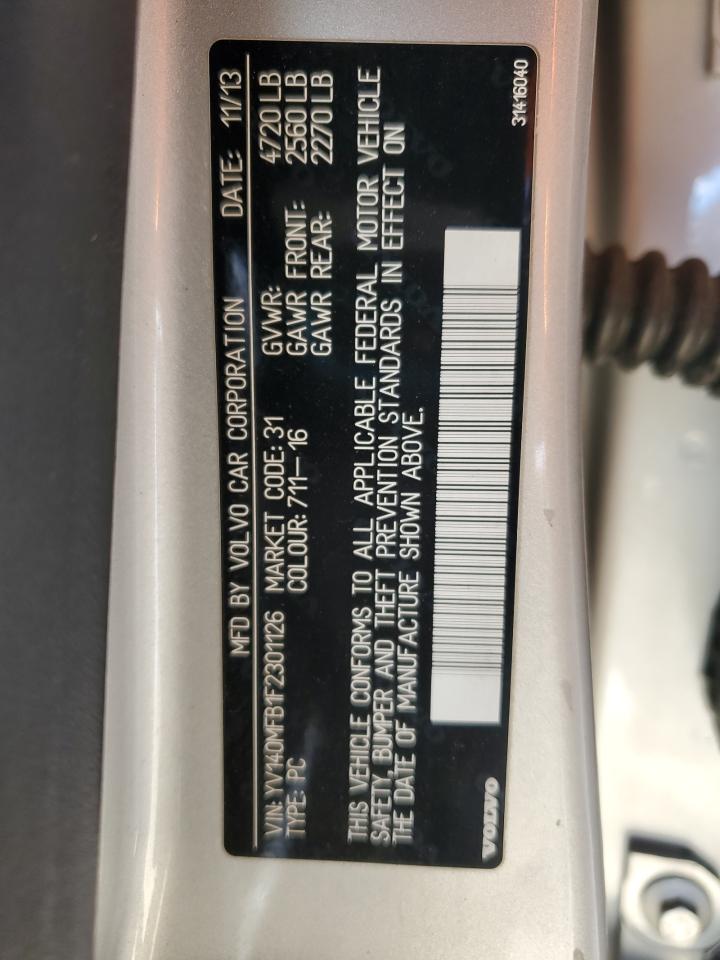 MFD BY VOLVO CAR CORPORATION DATE: 11/13
VIN: YV140MFB1F2301126 MARKET CODE: 31 GVWR: 4720 LB
TYPE: PC COLOUR: 711-16 GAWR FRONT: 2560 LB
GAWR REAR: 2270 LB
THIS VEHICLE CONFORMS TO ALL APPLICABLE FEDERAL MOTOR VEHICLE
SAFETY, BUMPER AND THEFT PREVENTION STANDARDS IN EFFECT ON
THE DATE OF MANUFACTURE SHOWN ABOVE.
VOLVO 31416040